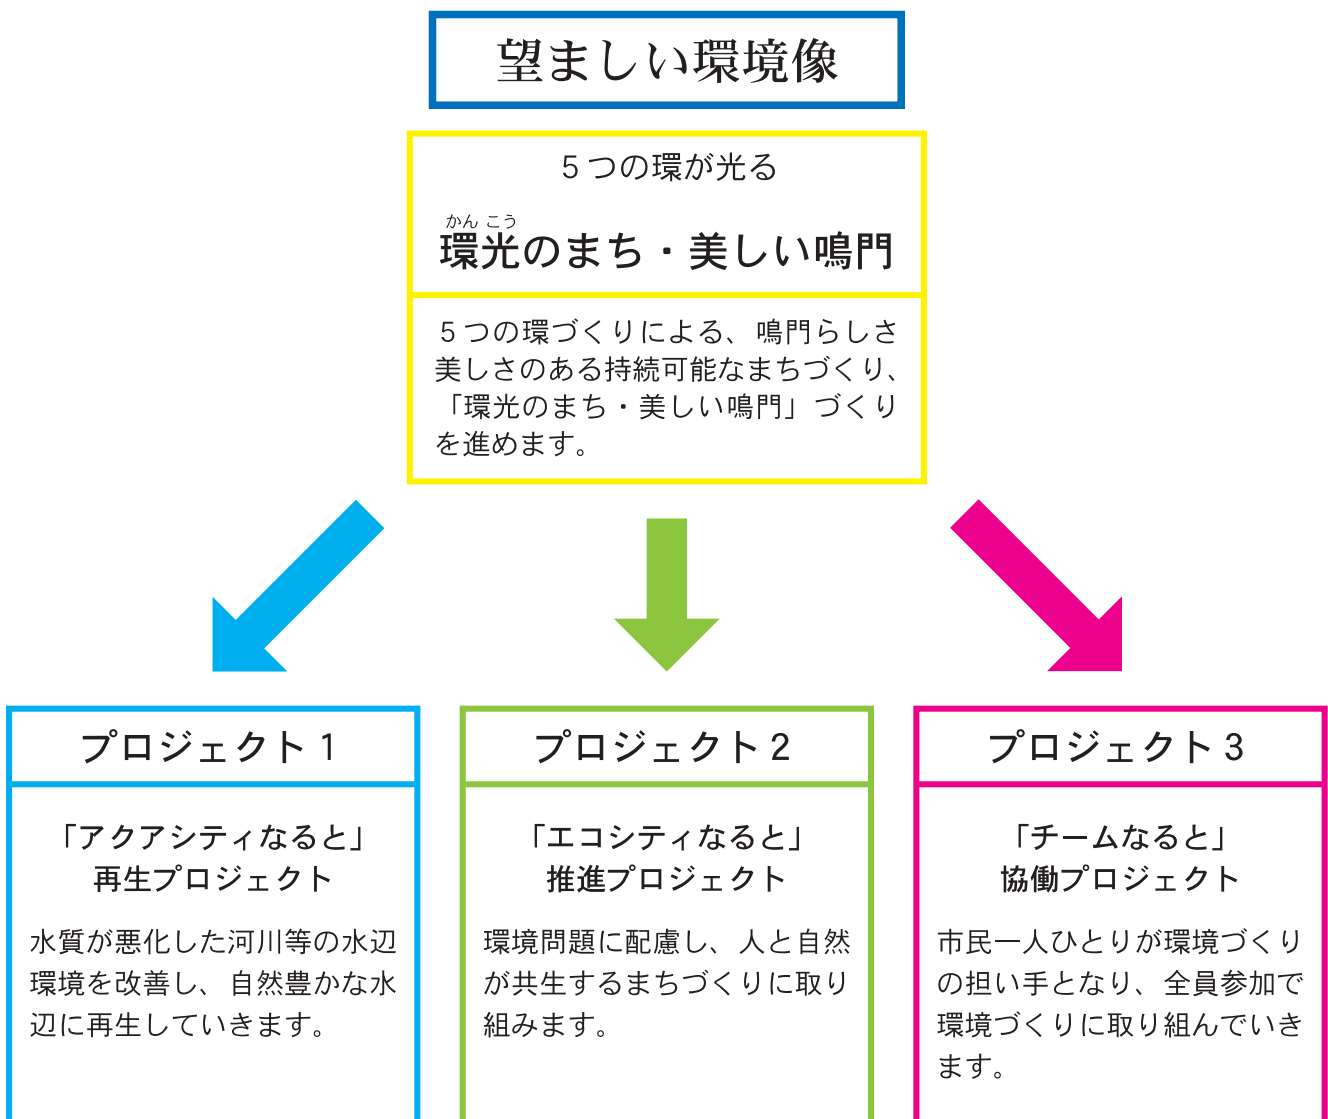 望ましい環境像
5つの環が光る
かんこう
環光のまち・美しい鳴門
5つの環づくりによる、鳴門らしさ
美しさのある持続可能なまちづくり、
「環光のまち・美しい鳴門」づくり
を進めます。
プロジェクト1
「アクアシティなると」
再生プロジェクト
水質が悪化した河川等の水辺
環境を改善し、自然豊かな水
辺に再生していきます。
プロジェクト2
「エコシティなると」
推進プロジェクト
環境問題に配慮し、人と自然
が共生するまちづくりに取り
組みます。
プロジェクト3
「チームなると」
協働プロジェクト
市民一人ひとりが環境づくり
の担い手となり、全員参加で
環境づくりに取り組んでいき
ます。